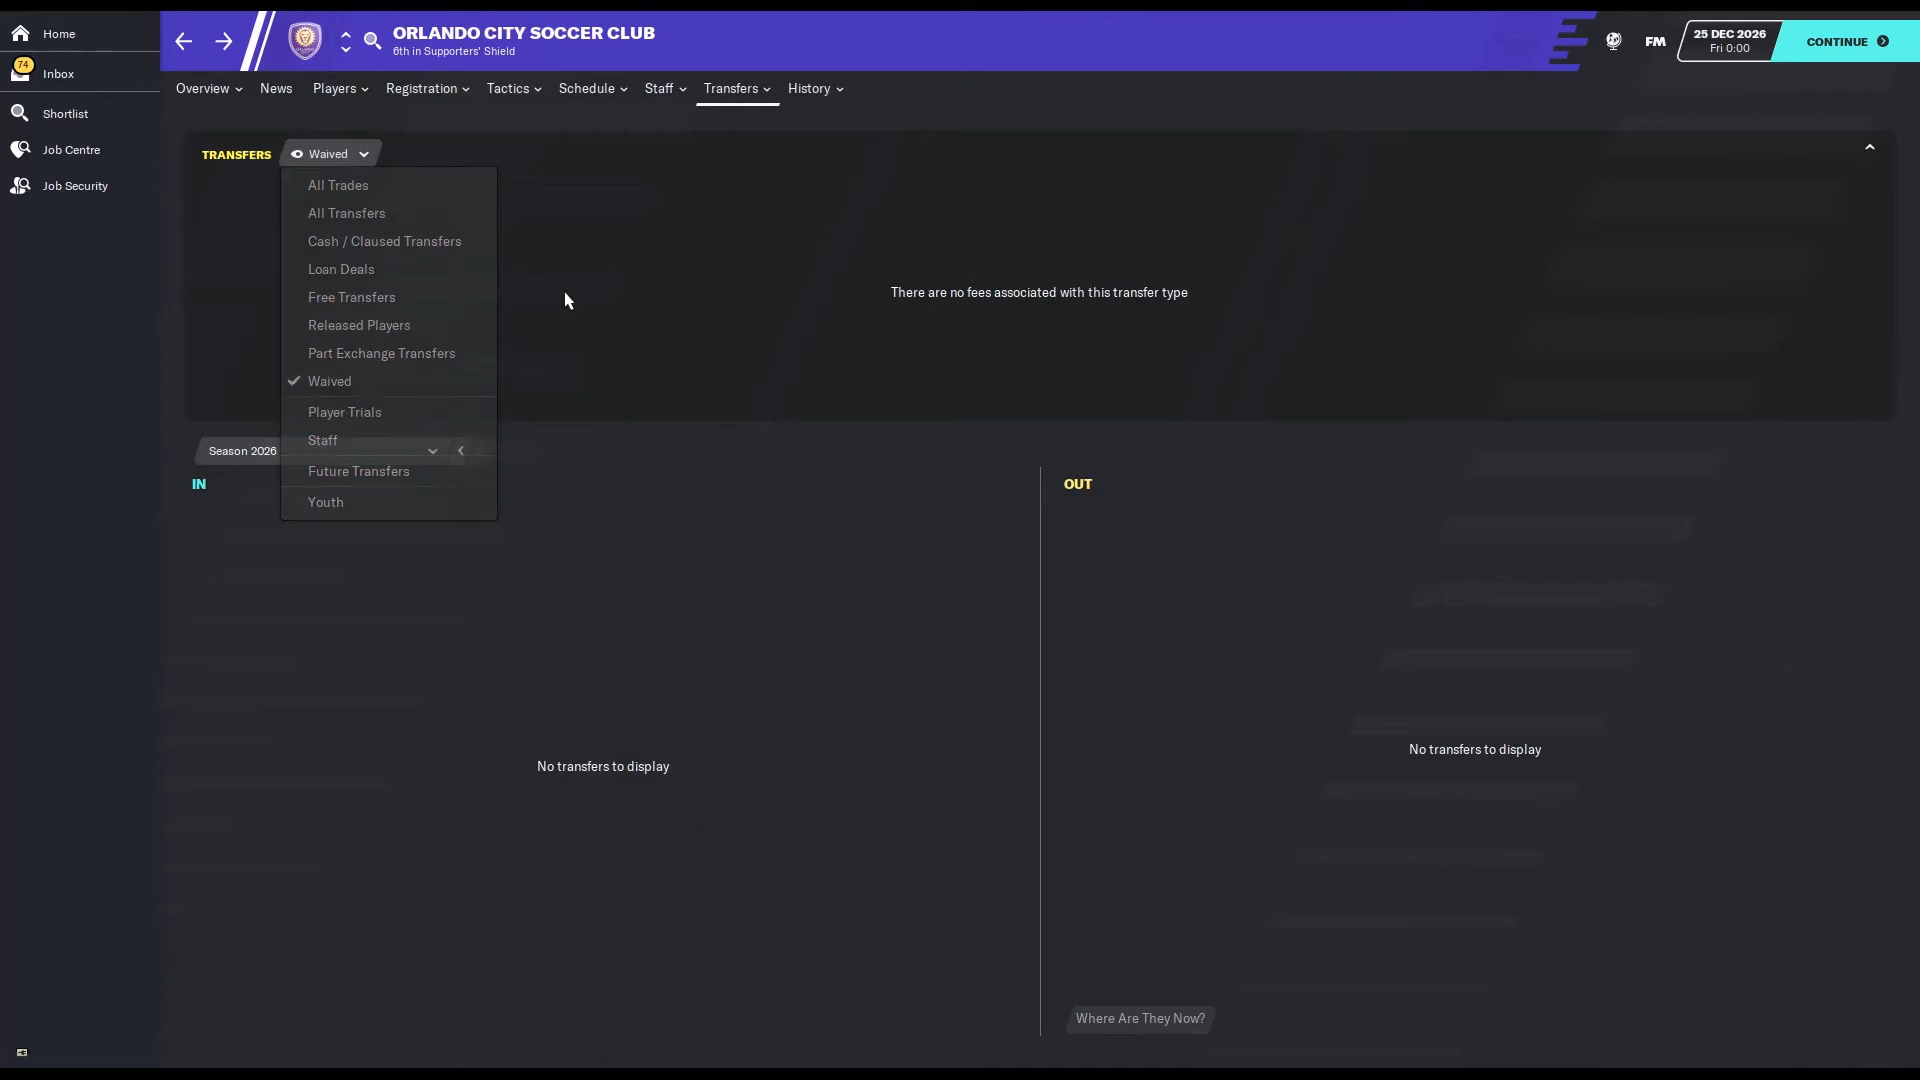 Home
74
Inbox
Shortlist
Job Centre
Job Security
ORLANDO CITY SOCCER CLUB
6th in Supporters' Shield
FM
25 DEC 2026
Fri 0:00
CONTINUE
Overview
News
Players
Registration
Tactics
Schedule
Staff
Transfers
History
TRANSFERS
Waived
All Trades
All Transfers
Cash / Claused Transfers
Loan Deals
Free Transfers
Released Players
Part Exchange Transfers
Waived
Player Trials
Staff
Future Transfers
Youth
There are no fees associated with this transfer type
Season 2026
IN
No transfers to display
OUT
No transfers to display
Where Are They Now?